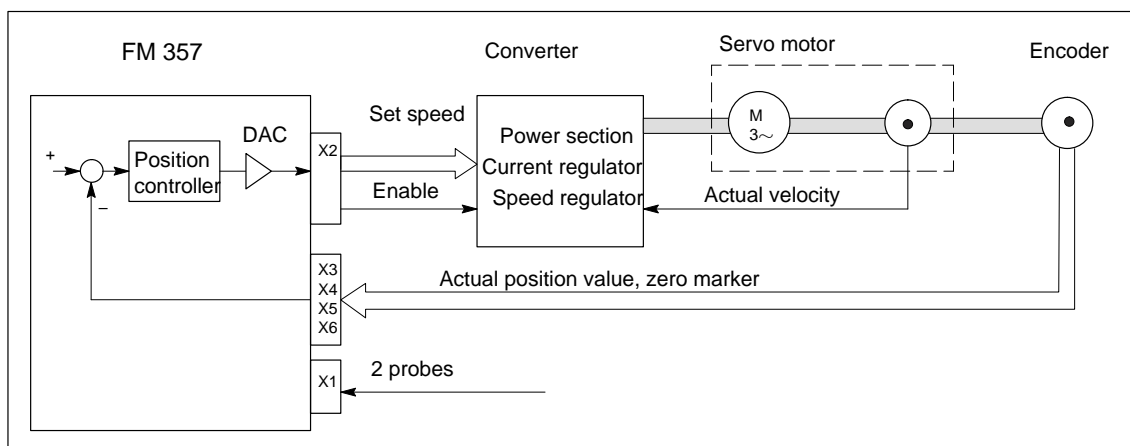 FM 357
Converter
Servo motor
Encoder
+
–
Position
controller
DAC
X2
Set speed
Enable
Power section
Current regulator
Speed regulator
M
3～
Actual velocity
X3
X4
X5
X6
Actual position value, zero marker
X1
2 probes